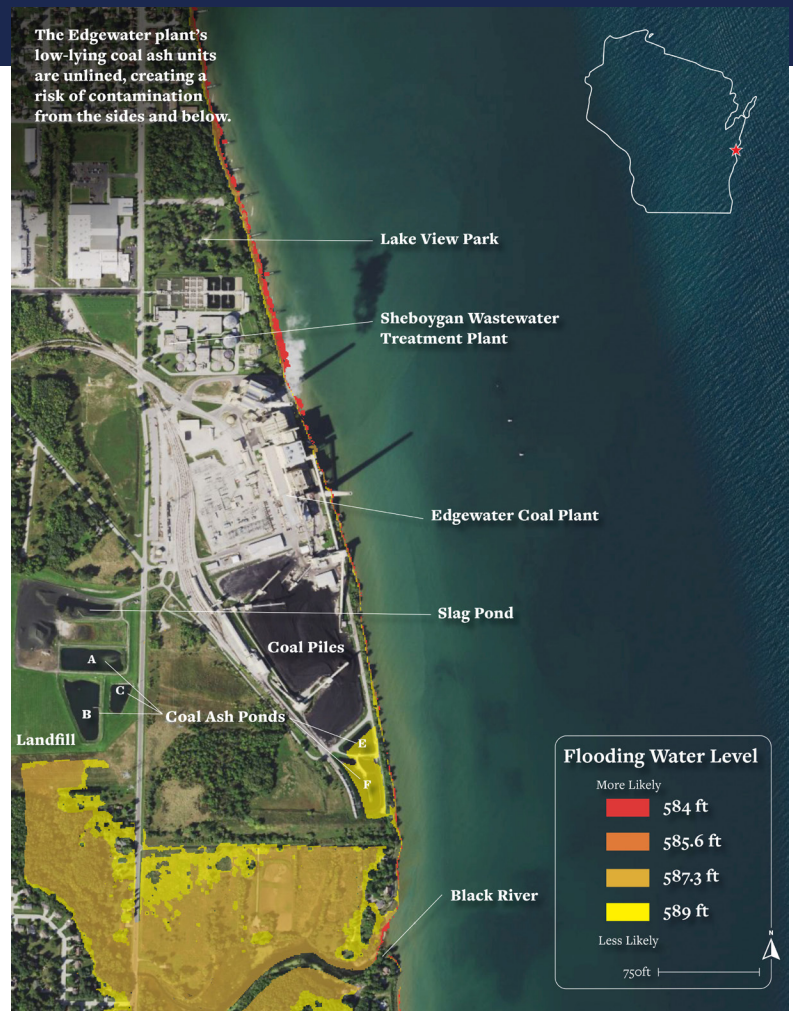 The Edgewater plant's
low-lying coal ash units
are unlined, creating a
risk of contamination
from the sides and below.
Lake View Park
Sheboygan Wastewater
Treatment Plant
Edgewater Coal Plant
Slag Pond
Coal Piles
A
B
C
Coal Ash Ponds
Landfill
E
F
Black River
Flooding Water Level
More Likely
584 ft
585.6 ft
587.3 ft
589 ft
Less Likely
N
750ft